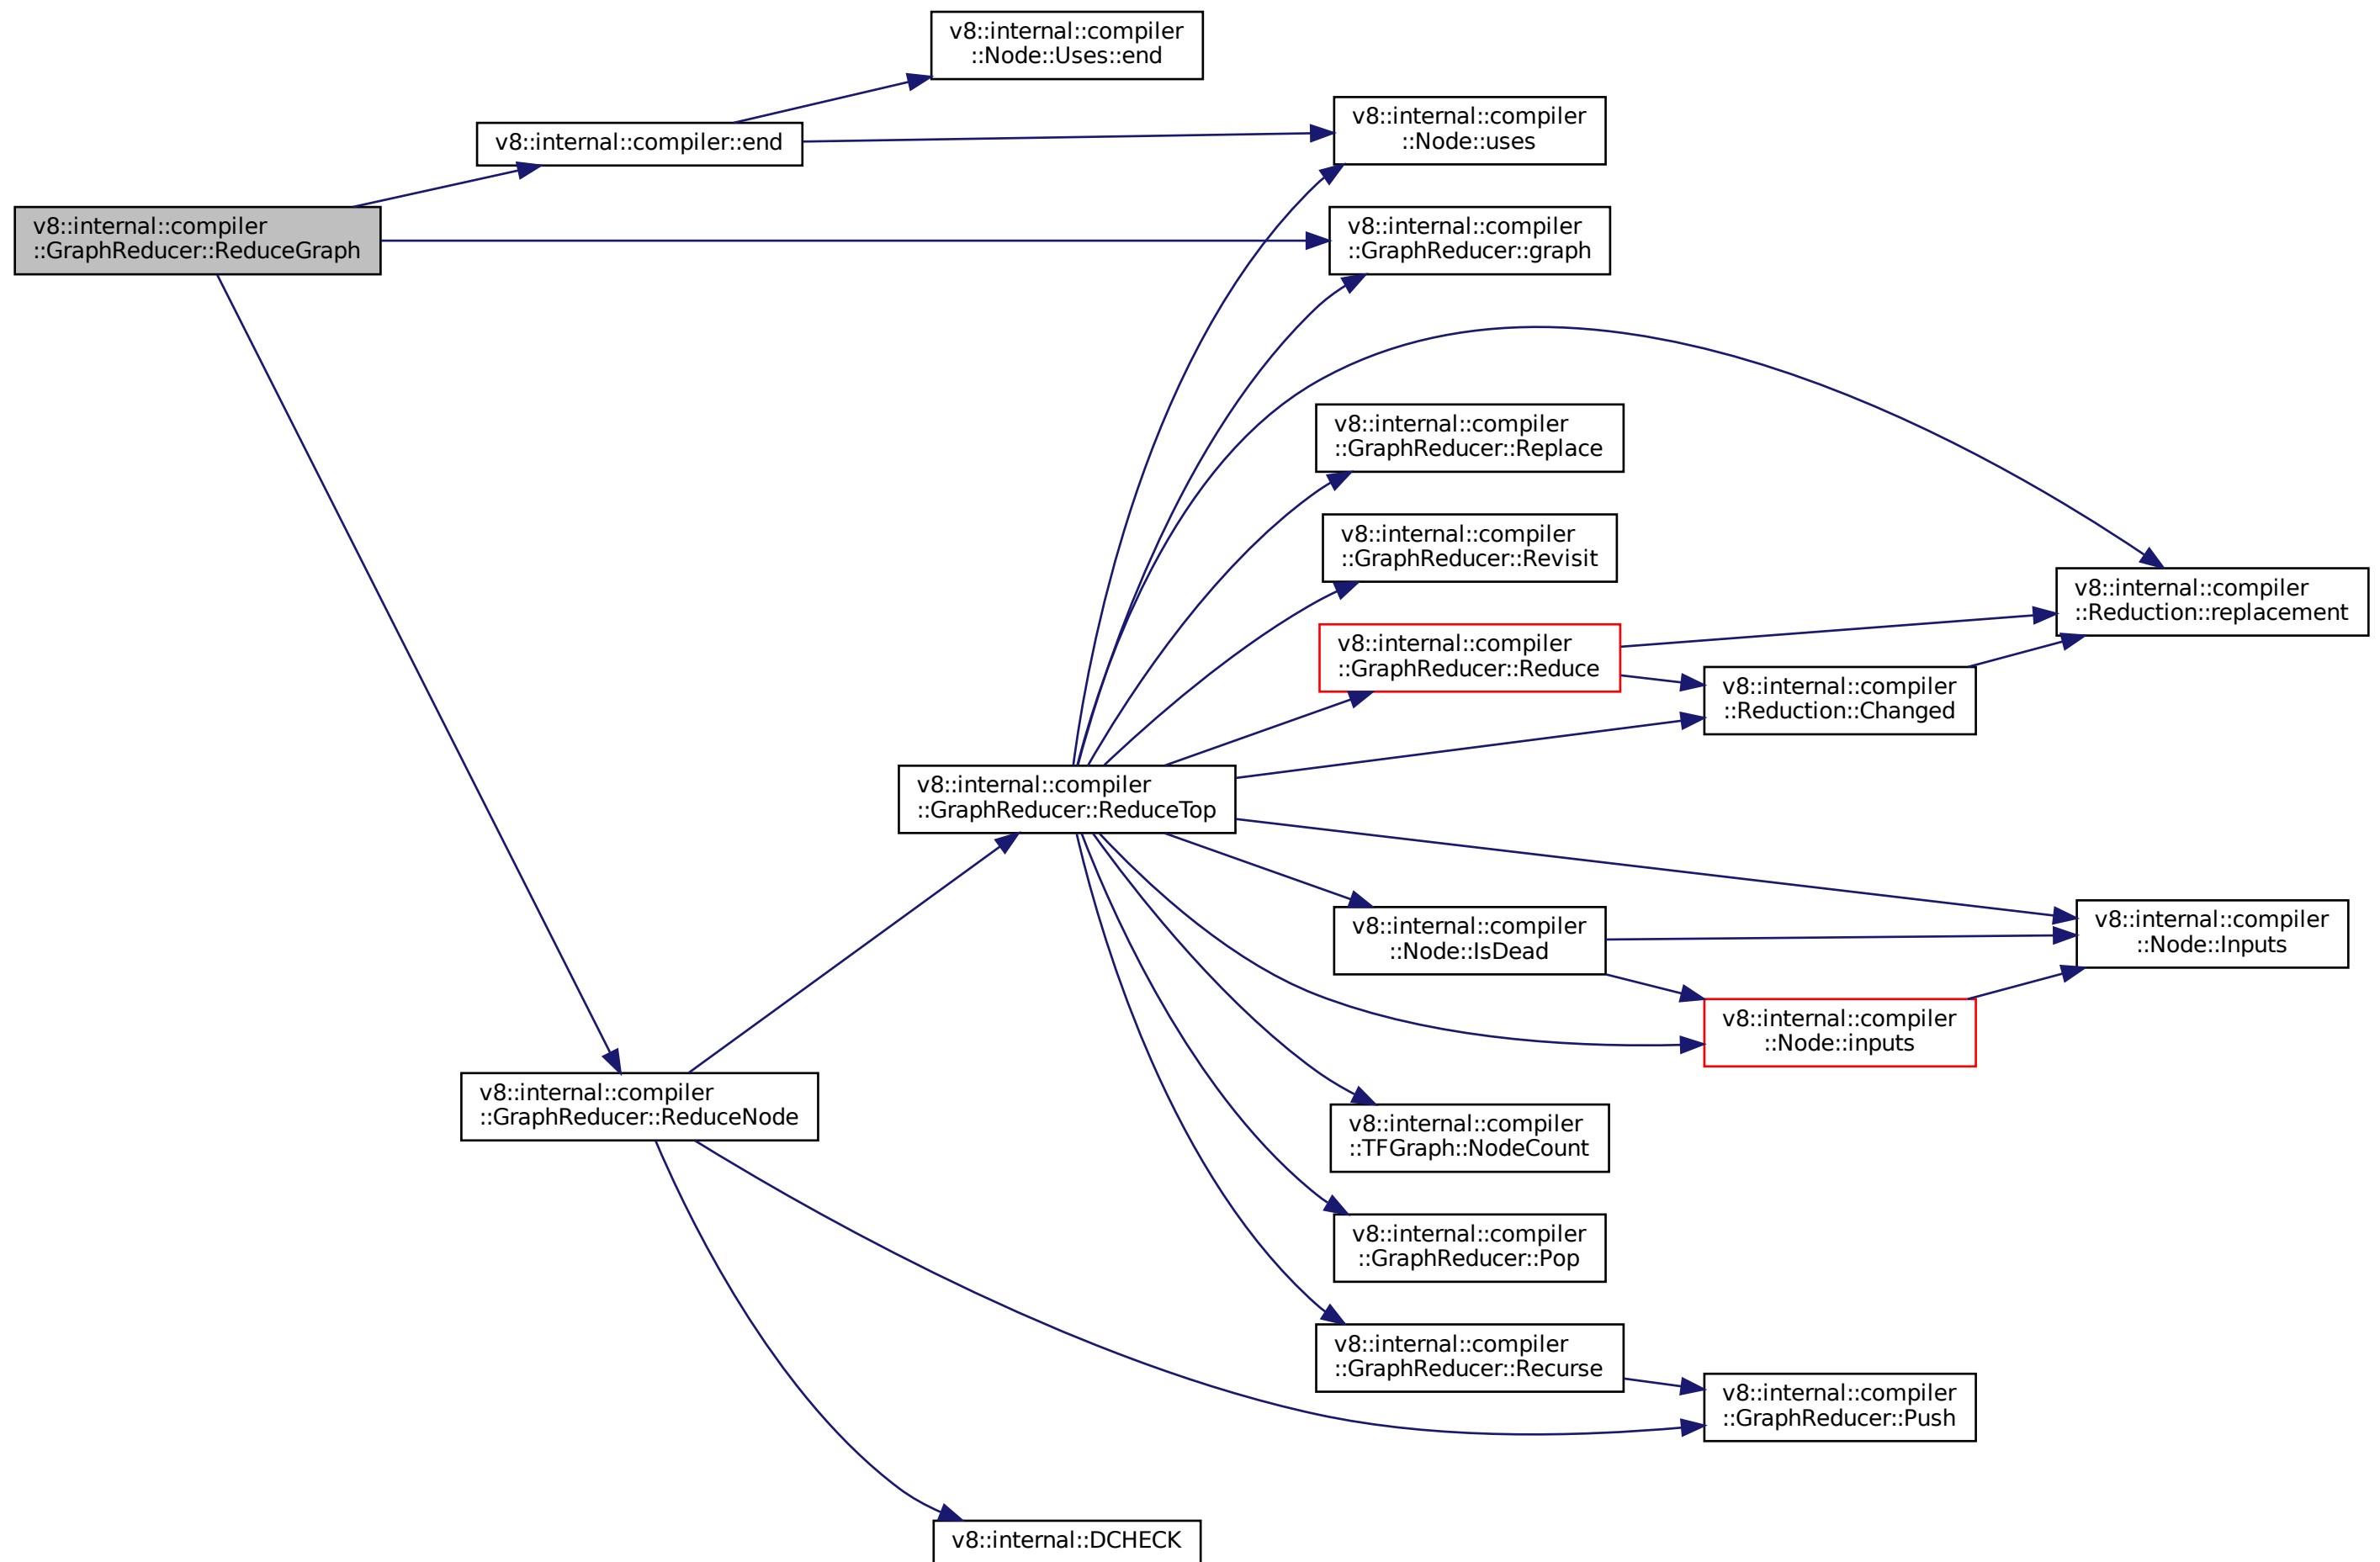 v8::internal::compiler
::Node::Uses::end
v8::internal::compiler
::Node::uses
v8::internal::compiler::end
v8::internal::compiler
::GraphReducer::ReduceGraph
v8::internal::compiler
::GraphReducer::graph
v8::internal::compiler
::GraphReducer::Replace
v8::internal::compiler
::GraphReducer::Revisit
v8::internal::compiler
::Reduction::replacement
v8::internal::compiler
::GraphReducer::Reduce
v8::internal::compiler
::Reduction::Changed
v8::internal::compiler
::GraphReducer::ReduceTop
v8::internal::compiler
::Node::IsDead
v8::internal::compiler
::Node::Inputs
v8::internal::compiler
::Node::inputs
v8::internal::compiler
::GraphReducer::ReduceNode
v8::internal::compiler
::TFGraph::NodeCount
v8::internal::compiler
::GraphReducer::Pop
v8::internal::compiler
::GraphReducer::Recurse
v8::internal::compiler
::GraphReducer::Push
v8::internal::DCHECK